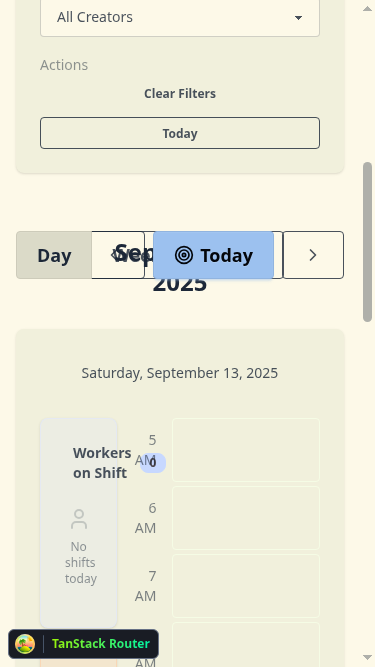 All Creators
Actions
Clear Filters
Today
Day
Today
2025
Saturday, September 13, 2025
Workers
on Shift
0
No
shifts
today
5
AM
6
AM
7
AM
AM
TanStack Router